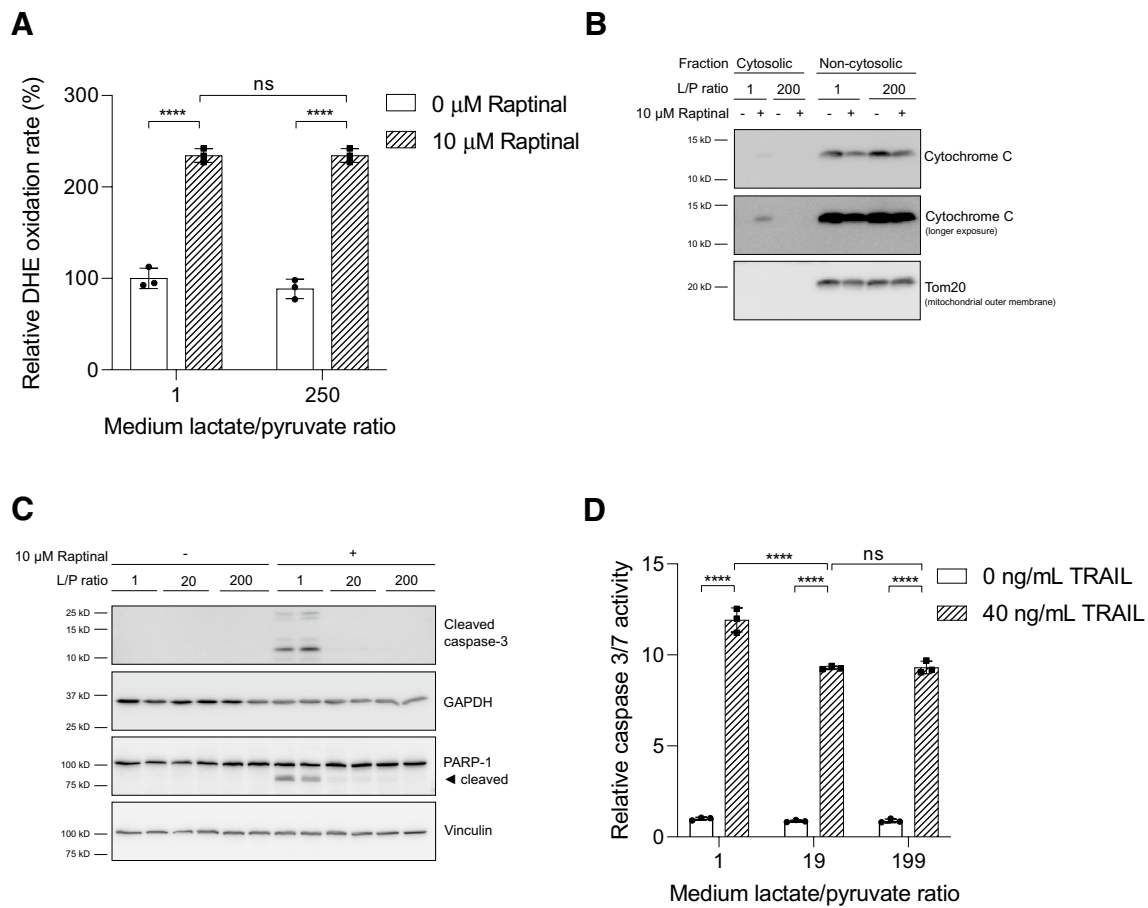 A
Relative DHE oxidation rate (%)
300
200
100
0
ns
****
****
1
250
Medium lactate/pyruvate ratio
0 μM Raptinal
10 μM Raptinal
B
Fraction Cytosolic Non-cytosolic
L/P ratio 1 200 1 200
10 μM Raptinal - + - + - + - +
15 kD
10 kD
Cytochrome C
15 kD
10 kD
Cytochrome C
(longer exposure)
20 kD
Tom20
(mitochondrial outer membrane)
C
10 μM Raptinal - +
L/P ratio 1 20 200 1 20 200
25 kD
15 kD
10 kD
Cleaved
caspase-3
37 kD
25 kD
GAPDH
100 kD
75 kD
PARP-1
◄ cleaved
100 kD
75 kD
Vinculin
D
Relative caspase 3/7 activity
15
10
5
0
**** ns
**** **** ****
1 19 199
Medium lactate/pyruvate ratio
0 ng/mL TRAIL
40 ng/mL TRAIL